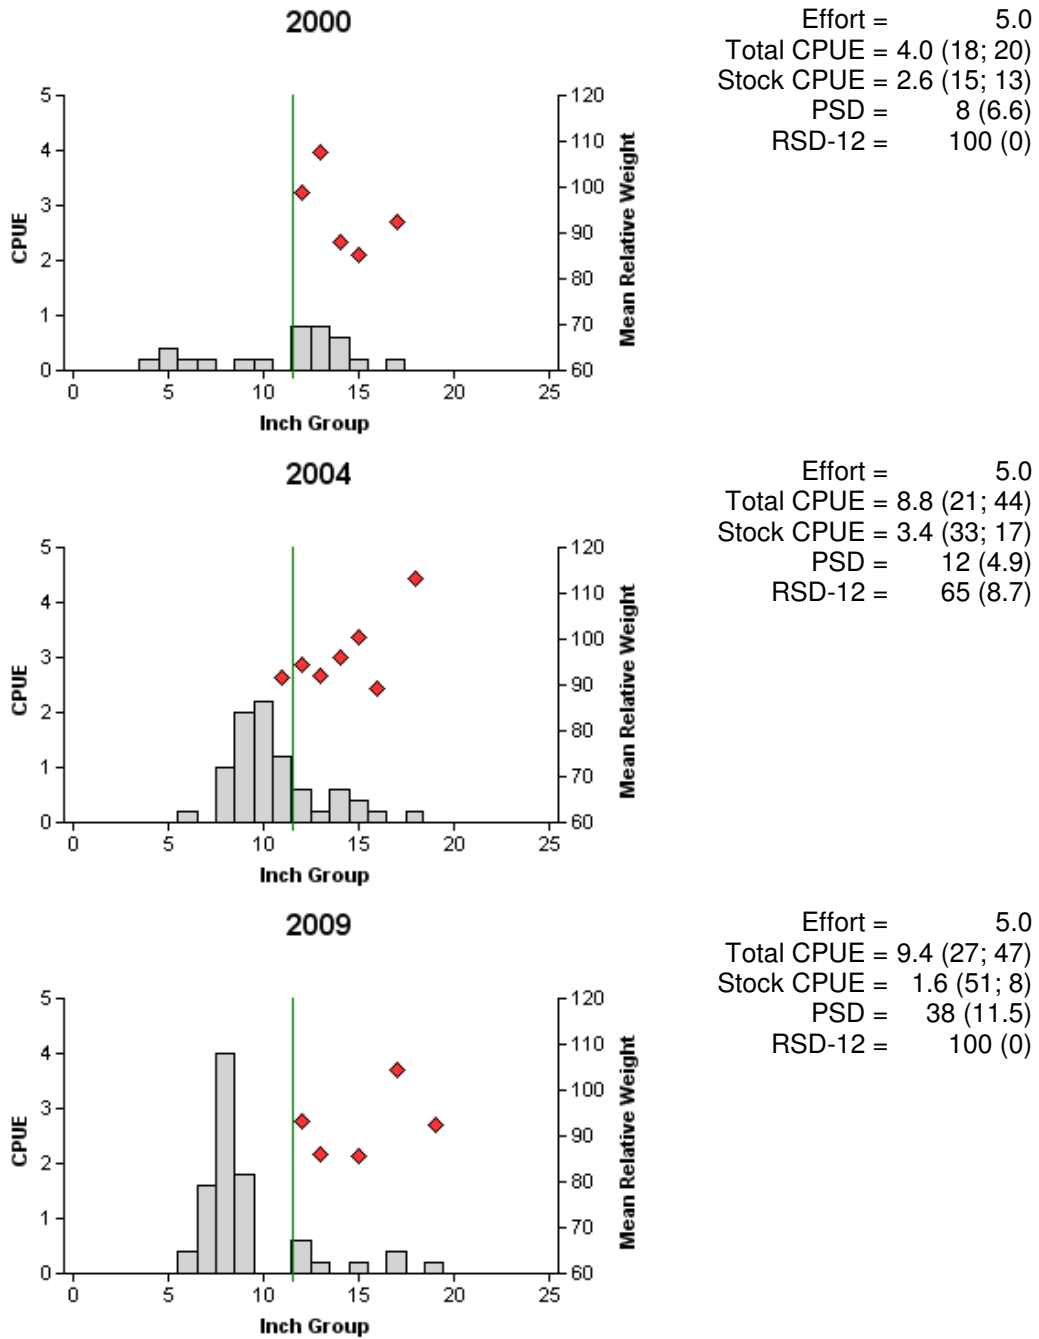 2000
Effort = 5.0
Total CPUE = 4.0 (18; 20)
Stock CPUE = 2.6 (15; 13)
PSD = 8 (6.6)
RSD-12 = 100 (0)
5
4
3
2
1
0
CPUE
120
110
100
90
80
70
60
Mean Relative Weight
0 5 10 15 20 25
Inch Group
2004
Effort = 5.0
Total CPUE = 8.8 (21; 44)
Stock CPUE = 3.4 (33; 17)
PSD = 12 (4.9)
RSD-12 = 65 (8.7)
5
4
3
2
1
0
CPUE
120
110
100
90
80
70
60
Mean Relative Weight
0 5 10 15 20 25
Inch Group
2009
Effort = 5.0
Total CPUE = 9.4 (27; 47)
Stock CPUE = 1.6 (51; 8)
PSD = 38 (11.5)
RSD-12 = 100 (0)
5
4
3
2
1
0
CPUE
120
110
100
90
80
70
60
Mean Relative Weight
0 5 10 15 20 25
Inch Group